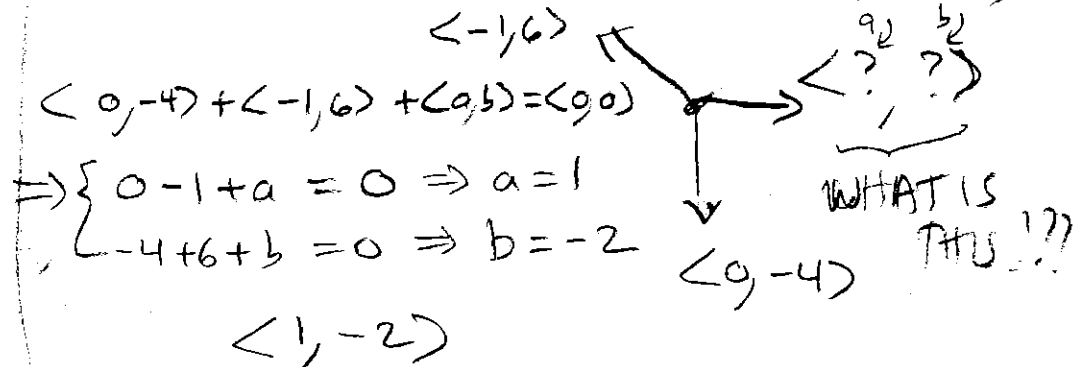 <-1,6>
a b
<?, ?>
<0,-4> + <-1,6> + <a,b> = <0,0>
⇒ { 0 - 1 + a = 0 ⇒ a = 1
-4 + 6 + b = 0 ⇒ b = -2
WHAT IS
THIS!??
<0,-4>
<1,-2>